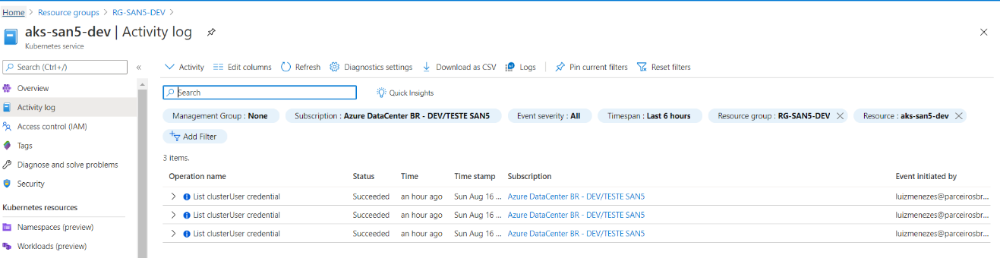 Home > Resource groups > RG-SAN5-DEV >
aks-san5-dev | Activity log
Kubernetes service
Search (Ctrl+/)
«
Overview
Activity log
Access control (IAM)
Tags
Diagnose and solve problems
Security
Kubernetes resources
Namespaces (preview)
Workloads (preview)
Activity Edit columns Refresh Diagnostics settings Download as CSV Logs Pin current filters Reset filters
Search Quick Insights
Management Group : None Subscription : Azure DataCenter BR - DEV/TESTE SAN5 Event severity : All Timespan : Last 6 hours Resource group : RG-SAN5-DEV Resource : aks-san5-dev
Add Filter
3 items.
Operation name Status Time Time stamp Subscription Event initiated by
List clusterUser credential Succeeded an hour ago Sun Aug 16 ... Azure DataCenter BR - DEV/TESTE SAN5 luizmenezes@parceirosbr...
List clusterUser credential Succeeded an hour ago Sun Aug 16 ... Azure DataCenter BR - DEV/TESTE SAN5 luizmenezes@parceirosbr...
List clusterUser credential Succeeded an hour ago Sun Aug 16 ... Azure DataCenter BR - DEV/TESTE SAN5 luizmenezes@parceirosbr...